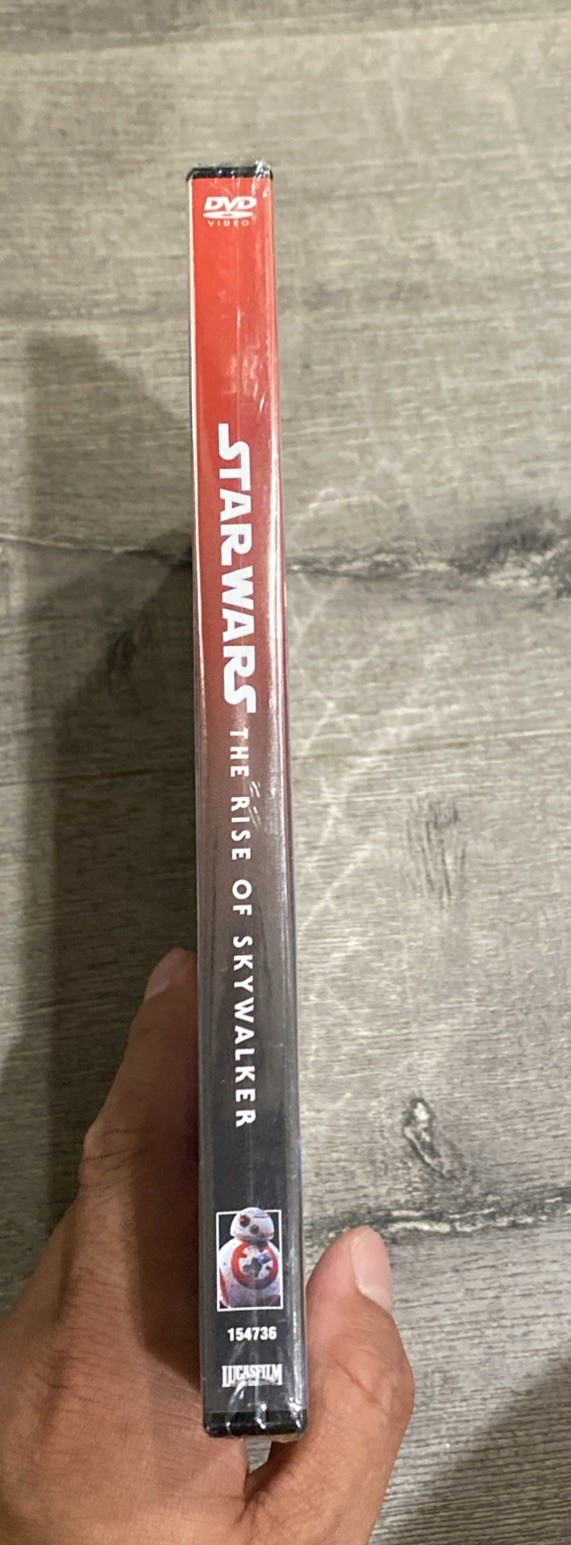 DVD
VIDEO
STAR WARS THE RISE OF SKYWALKER
154736
LUCASFILM